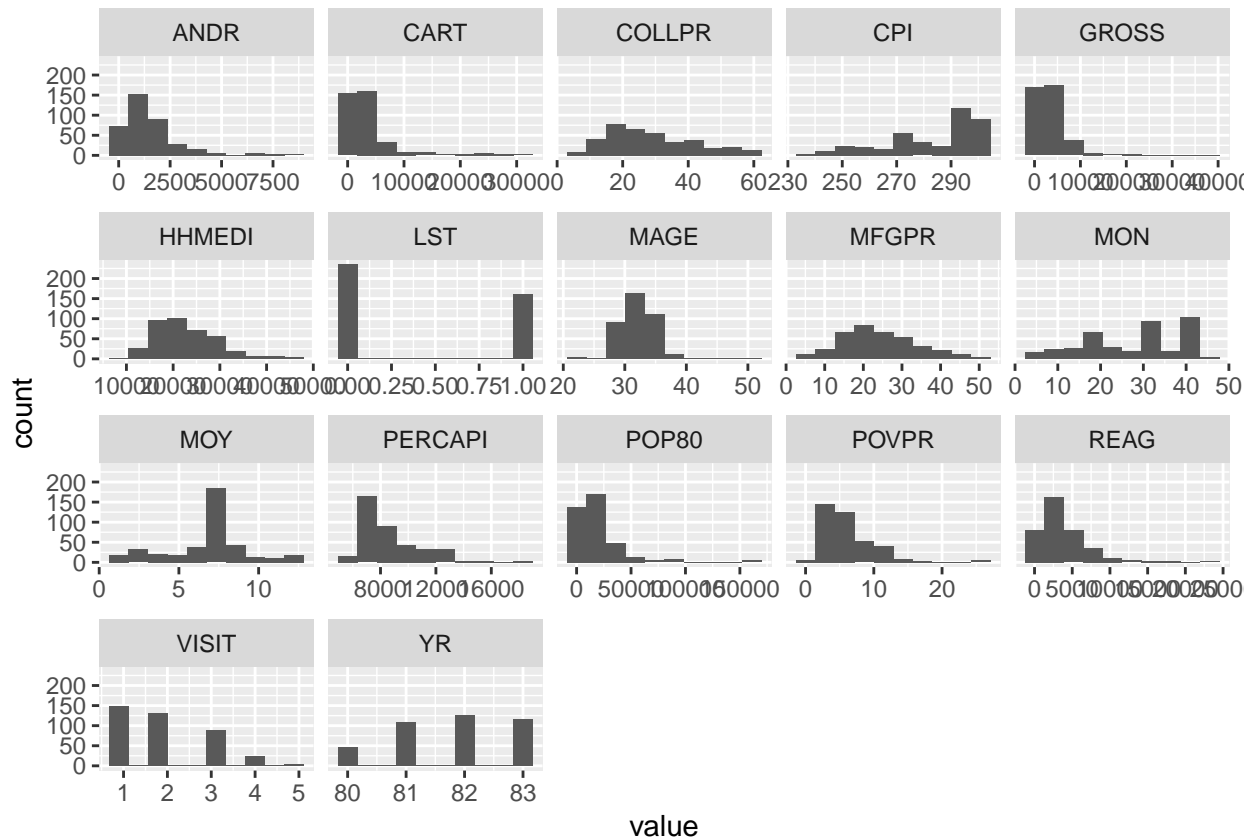 ANDR CART COLLPR CPI GROSS
200
150
100
50
0
0 2500 5000 7500 0 10000 20000 300000 20 40 60 230 250 270 290 0 10000 20000 30000 40000
HHMEDI LST MAGE MFGPR MON
200
150
100
50
0
10000 20000 30000 40000 50000 0.00 0.25 0.50 0.75 1.00 20 30 40 50 0 10 20 30 40 50 0 10 20 30 40 50
count
MOY PERCAPI POP80 POVPR REAG
200
150
100
50
0
0 5 10 8000 12000 16000 0 50000 100000 150000 0 10 20 0 5000 10000 15000 20000 25000
VISIT YR
200
150
100
50
0
1 2 3 4 5 80 81 82 83
value